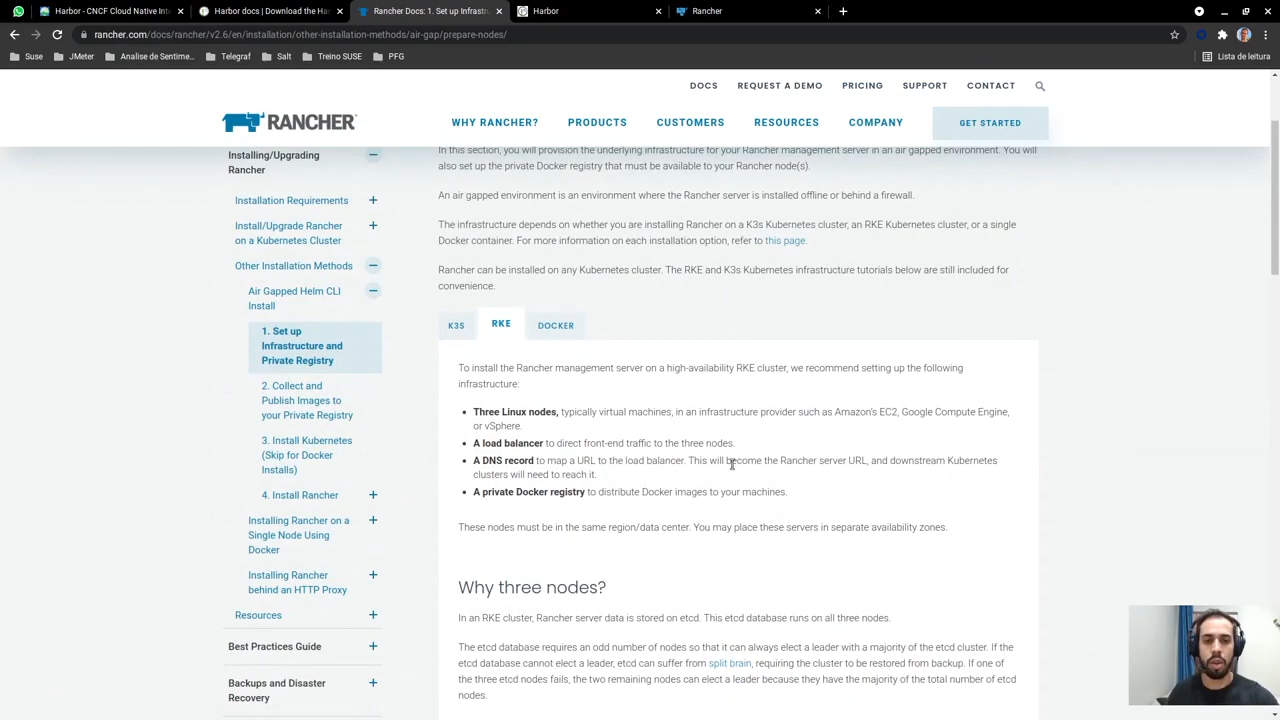 Harbor - CNCF Cloud Native Inte
Harbor docs | Download the Har
Rancher Docs: 1. Set up Infrastru
Harbor
Rancher
rancher.com/docs/rancher/v2.6/en/installation/other-installation-methods/air-gap/prepare-nodes/
Suse
JMeter
Analise de Sentime...
Telegraf
Salt
Treino SUSE
PFG
Lista de leitura
DOCS
REQUEST A DEMO
PRICING
SUPPORT
CONTACT
RANCHER
WHY RANCHER?
PRODUCTS
CUSTOMERS
RESOURCES
COMPANY
GET STARTED
Installing/Upgrading
Rancher
Installation Requirements
Install/Upgrade Rancher
on a Kubernetes Cluster
Other Installation Methods
Air Gapped Helm CLI
Install
1. Set up
Infrastructure and
Private Registry
2. Collect and
Publish Images to
your Private Registry
3. Install Kubernetes
(Skip for Docker
Installs)
4. Install Rancher
Installing Rancher on a
Single Node Using
Docker
Installing Rancher
behind an HTTP Proxy
Resources
Best Practices Guide
Backups and Disaster
Recovery
In this section, you will provision the underlying infrastructure for your Rancher management server in an air gapped environment. You will
also set up the private Docker registry that must be available to your Rancher node(s).
An air gapped environment is an environment where the Rancher server is installed offline or behind a firewall.
The infrastructure depends on whether you are installing Rancher on a K3s Kubernetes cluster, an RKE Kubernetes cluster, or a single
Docker container. For more information on each installation option, refer to this page.
Rancher can be installed on any Kubernetes cluster. The RKE and K3s Kubernetes infrastructure tutorials below are still included for
convenience.
K3S
RKE
DOCKER
To install the Rancher management server on a high-availability RKE cluster, we recommend setting up the following
infrastructure:
Three Linux nodes, typically virtual machines, in an infrastructure provider such as Amazon's EC2, Google Compute Engine,
or vSphere.
A load balancer to direct front-end traffic to the three nodes.
A DNS record to map a URL to the load balancer. This will become the Rancher server URL, and downstream Kubernetes
clusters will need to reach it.
A private Docker registry to distribute Docker images to your machines.
These nodes must be in the same region/data center. You may place these servers in separate availability zones.
Why three nodes?
In an RKE cluster, Rancher server data is stored on etcd. This etcd database runs on all three nodes.
The etcd database requires an odd number of nodes so that it can always elect a leader with a majority of the etcd cluster. If the
etcd database cannot elect a leader, etcd can suffer from split brain, requiring the cluster to be restored from backup. If one of
the three etcd nodes fails, the two remaining nodes can elect a leader because they have the majority of the total number of etcd
nodes.